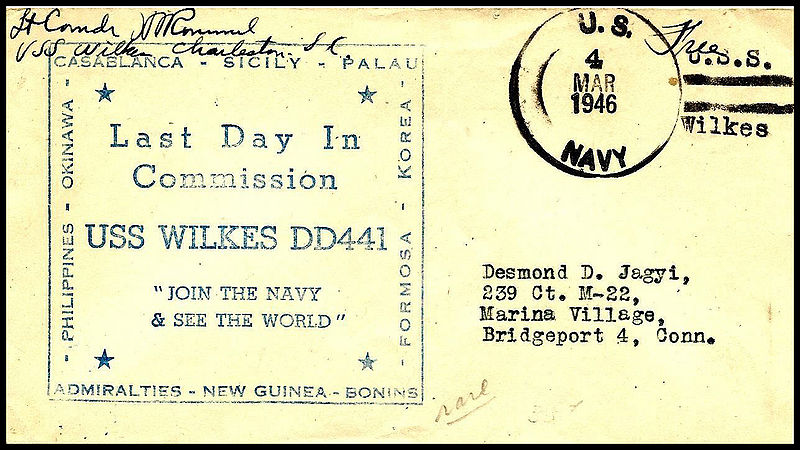 Lt Comdr
USS Wilkes Charleston, S.C.
U.S.
4
MAR
1946
NAVY
Free
U.S.S.
Wilkes
CASABLANCA - SICILY - PALAU
- PHILIPPINES - OKINAWA -
Last Day In
Commission
USS WILKES DD441
"JOIN THE NAVY
& SEE THE WORLD"
- FORMOSA - KOREA -
ADMIRALTIES - NEW GUINEA - BONINS
Desmond D. Jagyi,
239 Ct. M-22,
Marina Village,
Bridgeport 4, Conn.
rare